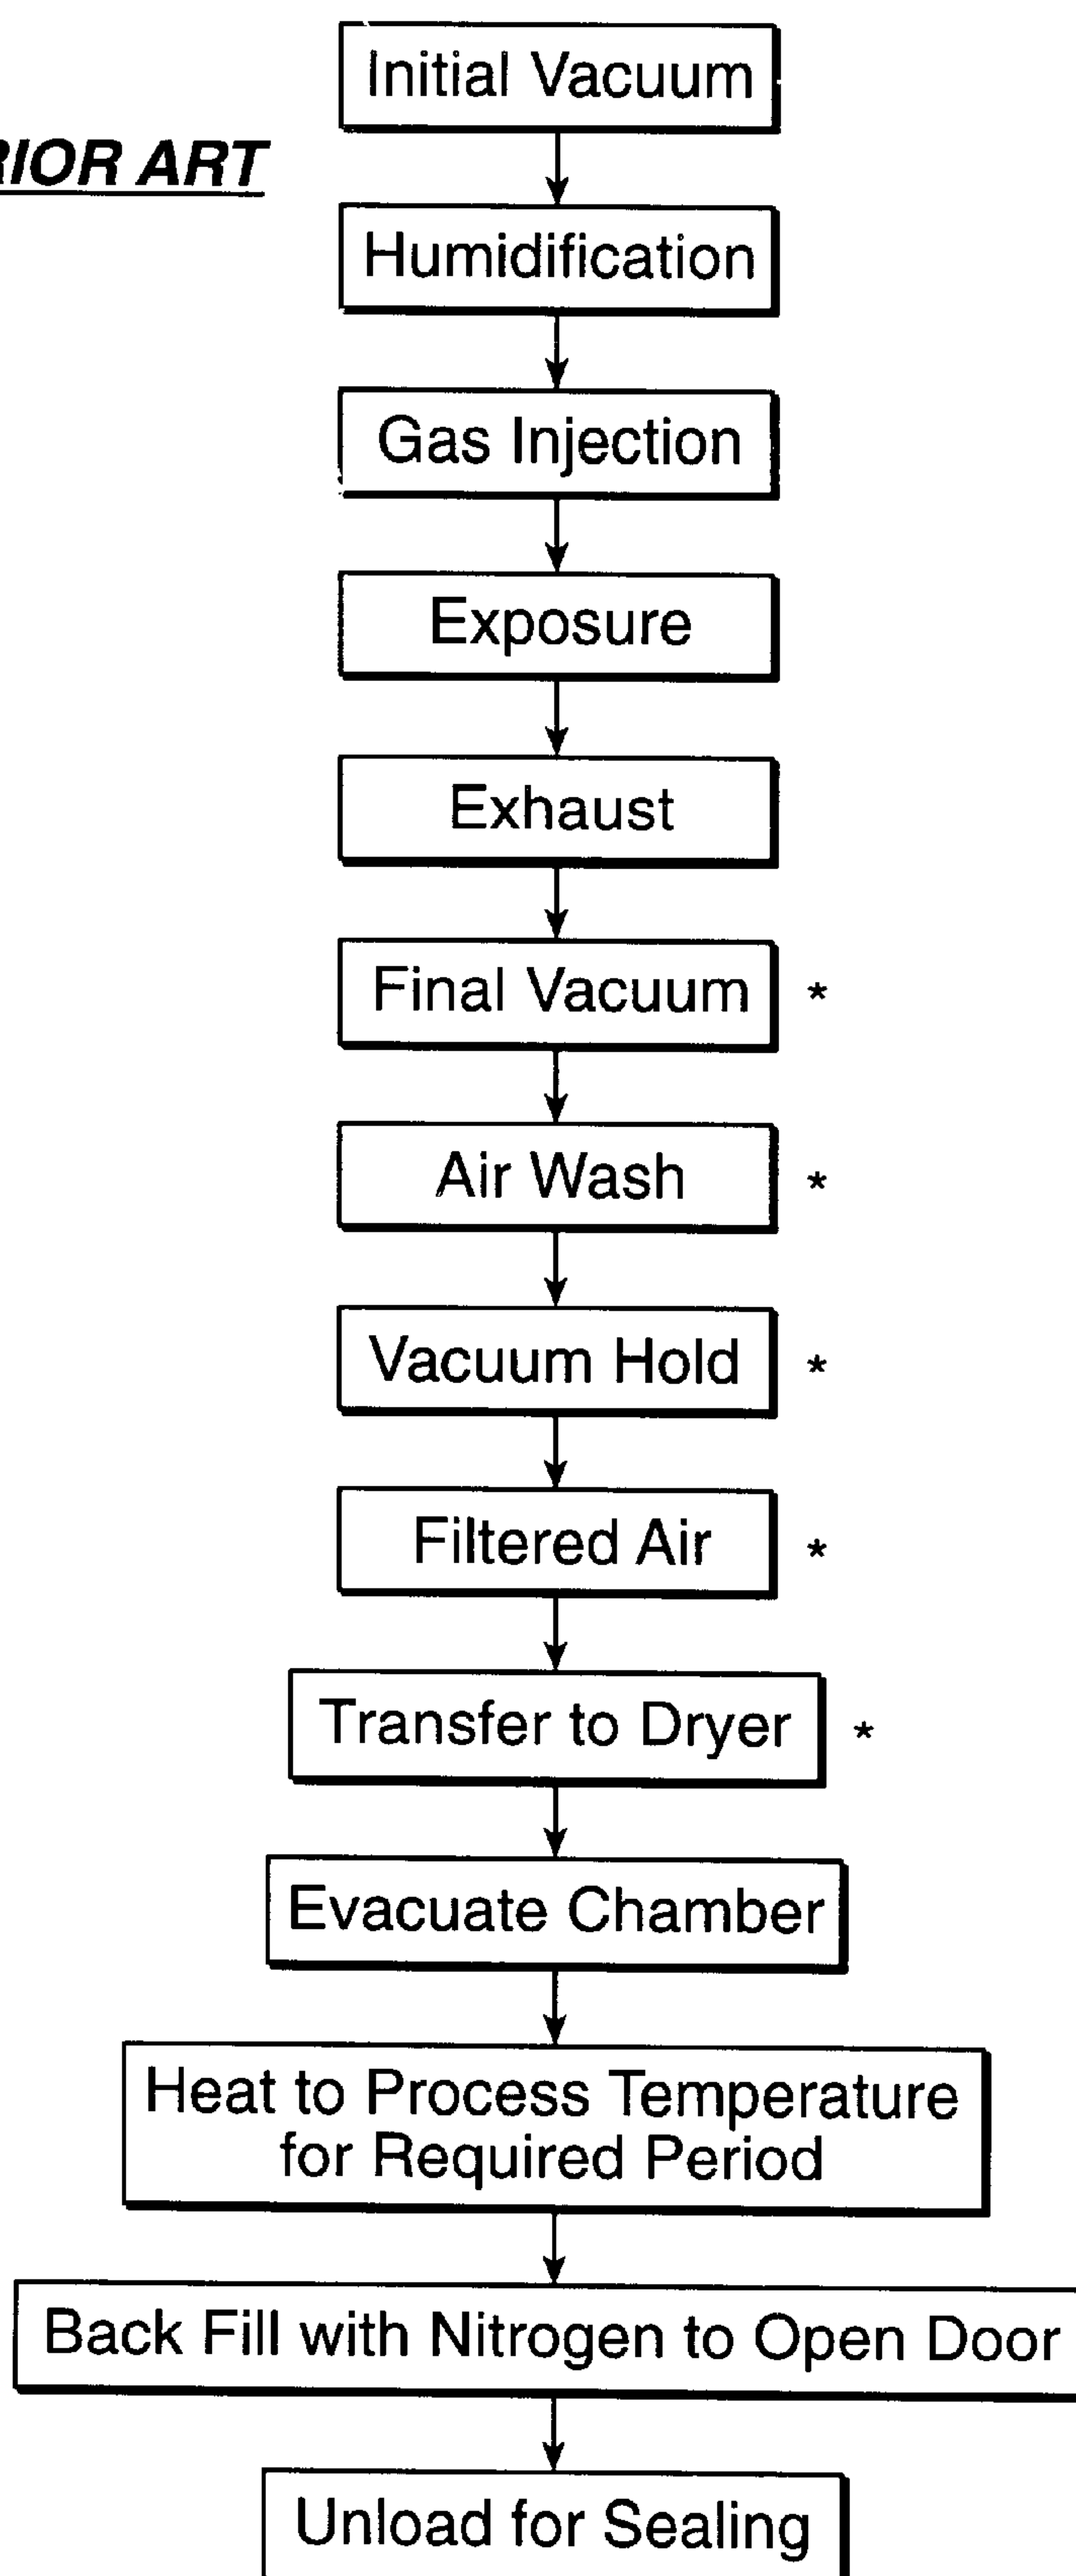 Initial Vacuum
RIOR ART
Humidification
Gas Injection
Exposure
Exhaust
Final Vacuum *
Air Wash *
Vacuum Hold *
Filtered Air *
Transfer to Dryer *
Evacuate Chamber
Heat to Process Temperature
for Required Period
Back Fill with Nitrogen to Open Door
Unload for Sealing